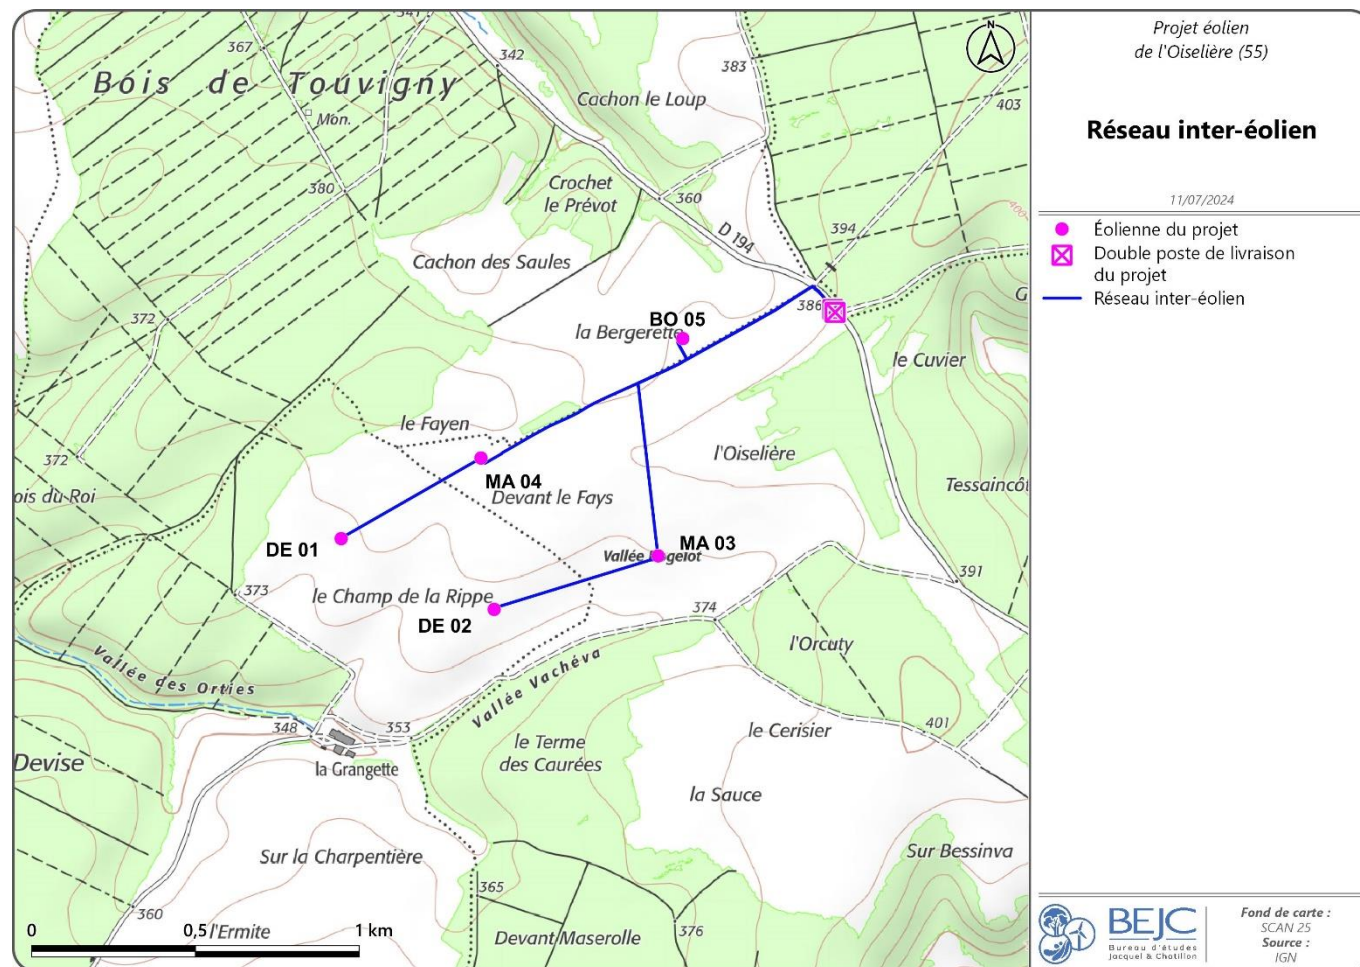 Projet éolien
de l'Oiselière (55)
Réseau inter-éolien
11/07/2024
Éolienne du projet
Double poste de livraison
du projet
Réseau inter-éolien
N
341
367
342
383
403
Bois de Touvigny
Mon.
Cachon le Loup
380
Crochet
le Prévot
360
D 194
394
Cachon des Saules
372
386
BO 05
la Bergerette
le Cuvier
le Fayen
372
ois du Roi
MA 04
Devant le Fays
l'Oiselière
Tessaincôt
DE 01
MA 03
373
le Champ de la Rippe
DE 02
374
391
l'Orcuty
Vallée des Orties
Vallée Vachéva
348
353
la Grangette
Devise
le Terme
des Caurées
le Cerisier
401
la Sauce
Sur la Charpentière
Sur Bessinva
365
360
l'Ermite
376
Devant Maserolle
0
0,5
1 km
BEJC
Bureau d'études
Jacquel & Chatillon
Fond de carte :
SCAN 25
Source :
IGN